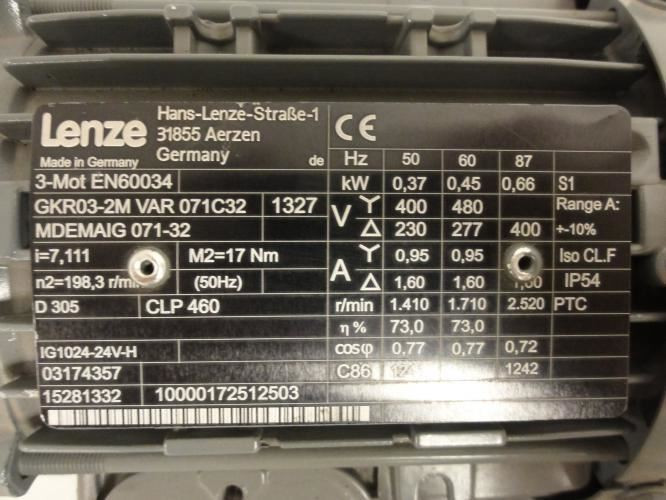 Lenze
Hans-Lenze-Straße-1
31855 Aerzen
Germany
Made in Germany
de
CE
Hz 50 60 87
3-Mot EN60034
kW 0,37 0,45 0,66 S1
GKR03-2M VAR 071C32 1327
V Y 400 480 Range A:
MDEMAIG 071-32
Δ 230 277 400 +-10%
i=7,111 M2=17 Nm
A Y 0,95 0,95 Iso CL.F
n2=198,3 (50Hz)
Δ 1,60 1,60 IP54
D 305 CLP 460
r/min 1.410 1.710 2.520 PTC
η % 73,0 73,0
IG1024-24V-H
cosφ 0,77 0,77 0,72
03174357
C86 1242
15281332 10000172512503